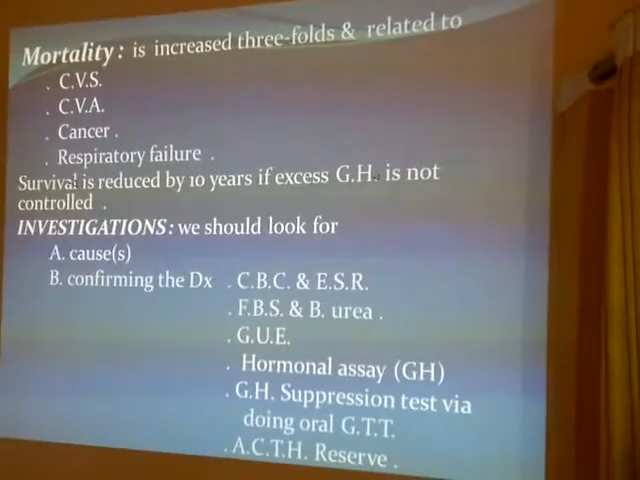 Mortality : is increased three-folds & related to
. C.V.S.
. C.V.A.
. Cancer .
. Respiratory failure .
Survival is reduced by 10 years if excess G.H. is not
controlled .
INVESTIGATIONS: we should look for
A. cause(s)
B. confirming the Dx . C.B.C. & E.S.R.
. F.B.S. & B. urea .
. G.U.E.
. Hormonal assay (GH)
. G.H. Suppression test via
doing oral G.T.T.
. A.C.T.H. Reserve .